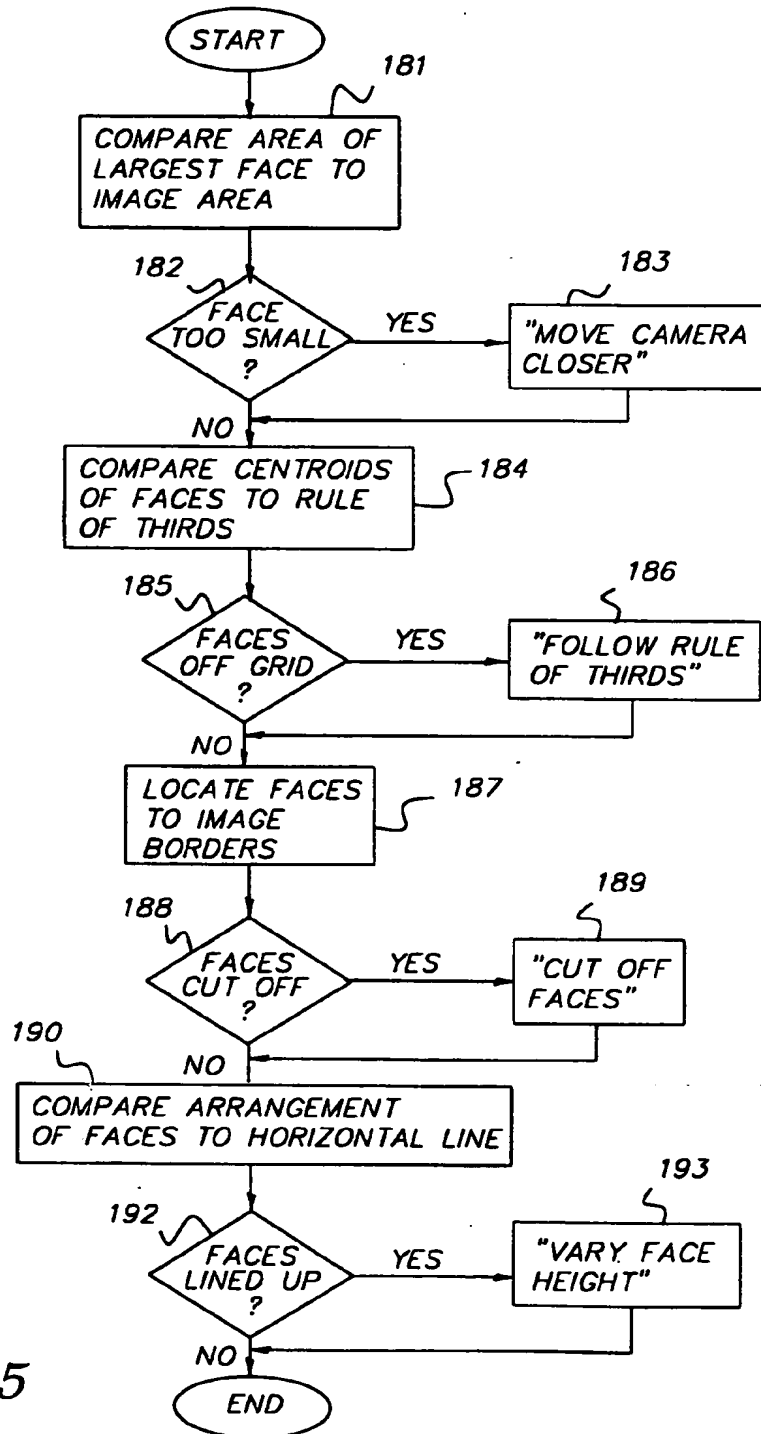 START
181
COMPARE AREA OF
LARGEST FACE TO
IMAGE AREA
182
FACE
TOO SMALL
?
YES
183
"MOVE CAMERA
CLOSER"
NO
COMPARE CENTROIDS
OF FACES TO RULE
OF THIRDS
184
185
FACES
OFF GRID
?
YES
186
"FOLLOW RULE
OF THIRDS"
NO
LOCATE FACES
TO IMAGE
BORDERS
187
188
FACES
CUT OFF
?
YES
189
"CUT OFF
FACES"
NO
190
COMPARE ARRANGEMENT
OF FACES TO HORIZONTAL LINE
192
FACES
LINED UP
?
YES
193
"VARY FACE
HEIGHT"
NO
END
5